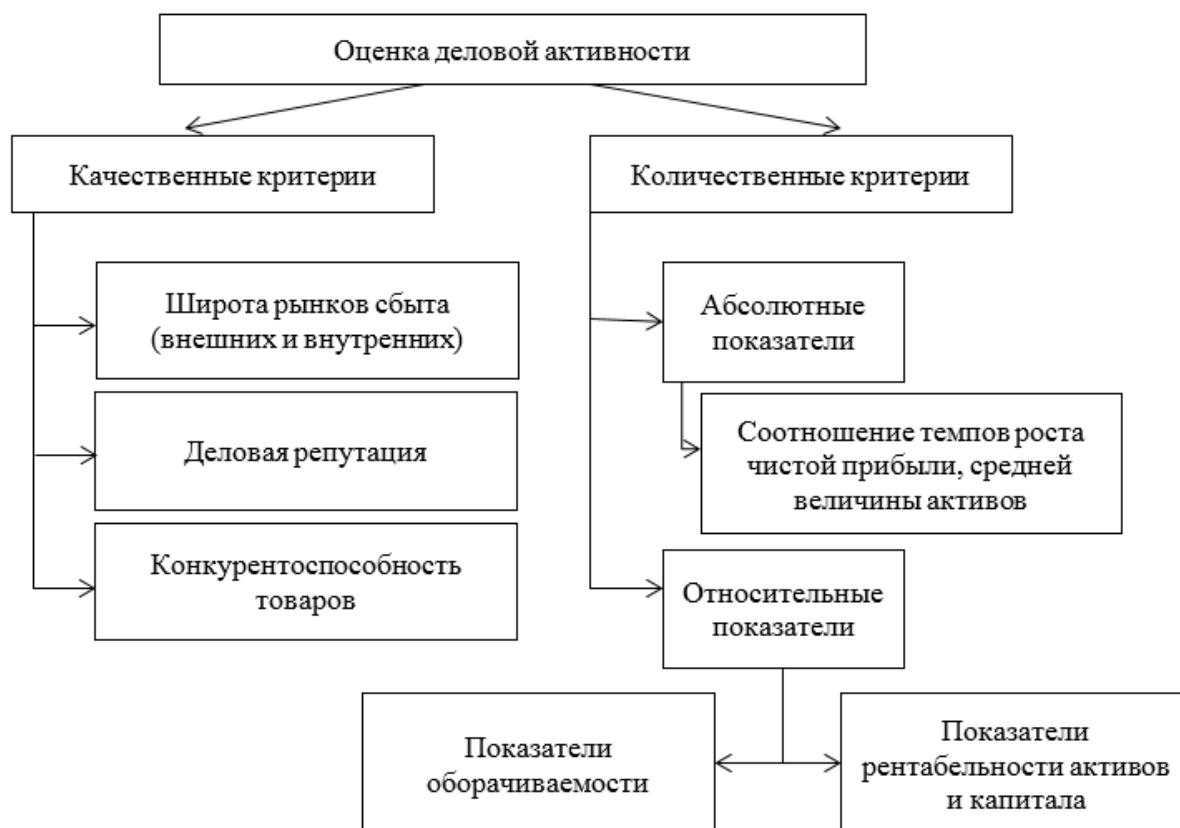 Оценка деловой активности
Качественные критерии
Количественные критерии
Широта рынков сбыта
(внешних и внутренних)
Деловая репутация
Конкурентоспособность
товаров
Абсолютные
показатели
Соотношение темпов роста
чистой прибыли, средней
величины активов
Относительные
показатели
Показатели
оборачиваемости
Показатели
рентабельности активов
и капитала